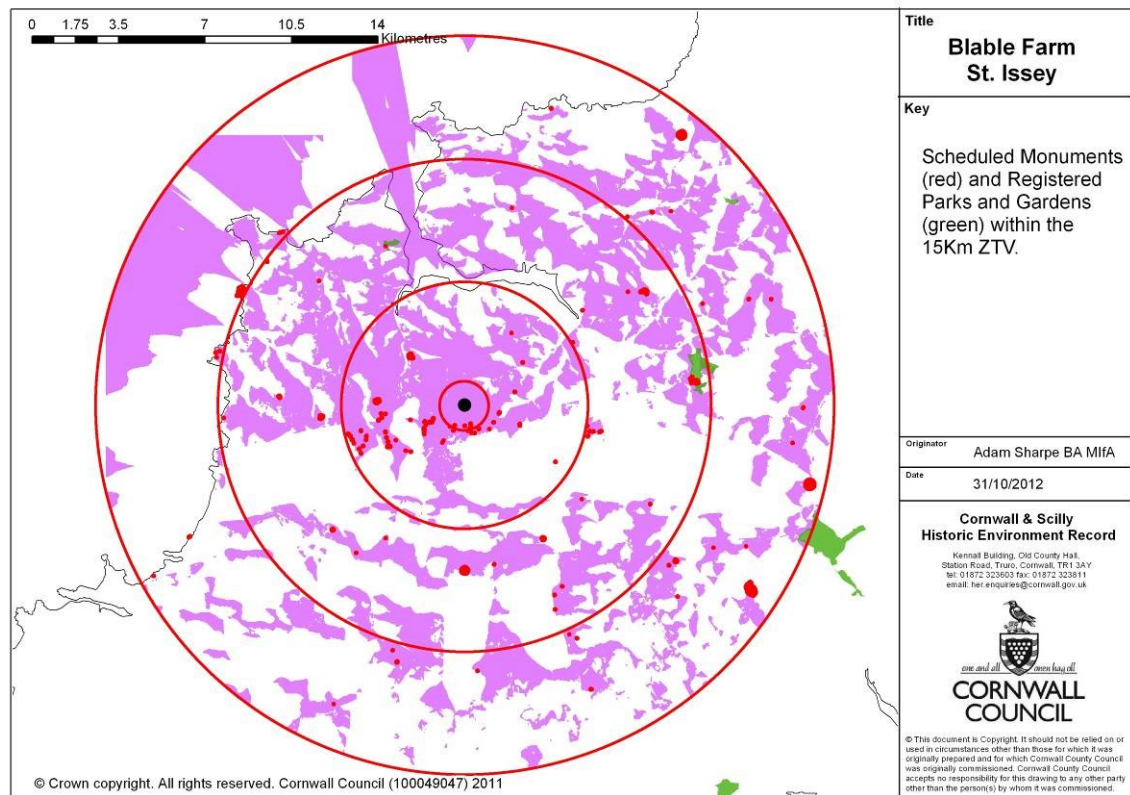 0 1.75 3.5 7 10.5 14
Kilometres
© Crown copyright. All rights reserved. Cornwall Council (100049047) 2011
Title
Blable Farm
St. Issey
Key
Scheduled Monuments
(red) and Registered
Parks and Gardens
(green) within the
15Km ZTV.
Originator
Adam Sharpe BA MIfA
Date
31/10/2012
Cornwall & Scilly
Historic Environment Record
Kennall Building, Old County Hall,
Station Road, Truro, Cornwall, TR1 3AY
tel: 01872 323603 fax: 01872 323811
email: her.enquiries@cornwall.gov.uk
one and all onen hag oll
CORNWALL
COUNCIL
© This document is Copyright. It should not be relied on or
used in circumstances other than those for which it was
originally prepared and for which Cornwall County Council
was originally commissioned. Cornwall County Council
accepts no responsibility for this drawing to any other party
other than the person(s) by whom it was commissioned.